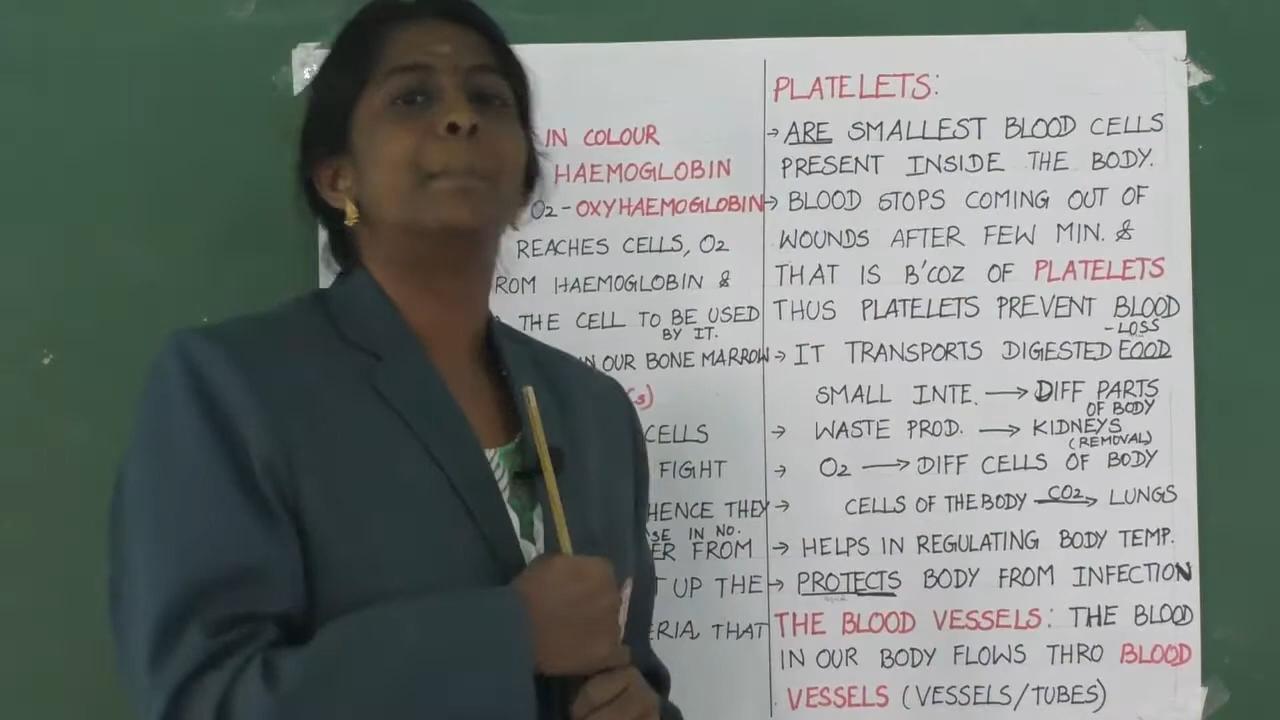 IN COLOUR
HAEMOGLOBIN
O2-OXYHAEMOGLOBIN
REACHES CELLS, O2
ROM HAEMOGLOBIN &
THE CELL TO BE USED
BY IT.
IN OUR BONE MARROW
(S)
CELLS
FIGHT
HENCE THEY
SE IN NO.
ER FROM
T UP THE
ERIA THAT
PLATELETS:
→ ARE SMALLEST BLOOD CELLS
PRESENT INSIDE THE BODY.
→ BLOOD STOPS COMING OUT OF
WOUNDS AFTER FEW MIN. &
THAT IS B'COZ OF PLATELETS
THUS PLATELETS PREVENT BLOOD
-LOSS
→ IT TRANSPORTS DIGESTED FOOD
SMALL INTE. → DIFF PARTS
OF BODY
→ WASTE PROD. → KIDNEYS
(REMOVAL)
→ O2 → DIFF CELLS OF BODY
→ CELLS OF THE BODY CO2→ LUNGS
→ HELPS IN REGULATING BODY TEMP.
→ PROTECTS BODY FROM INFECTION
THE BLOOD VESSELS: THE BLOOD
IN OUR BODY FLOWS THRO BLOOD
VESSELS (VESSELS/TUBES)